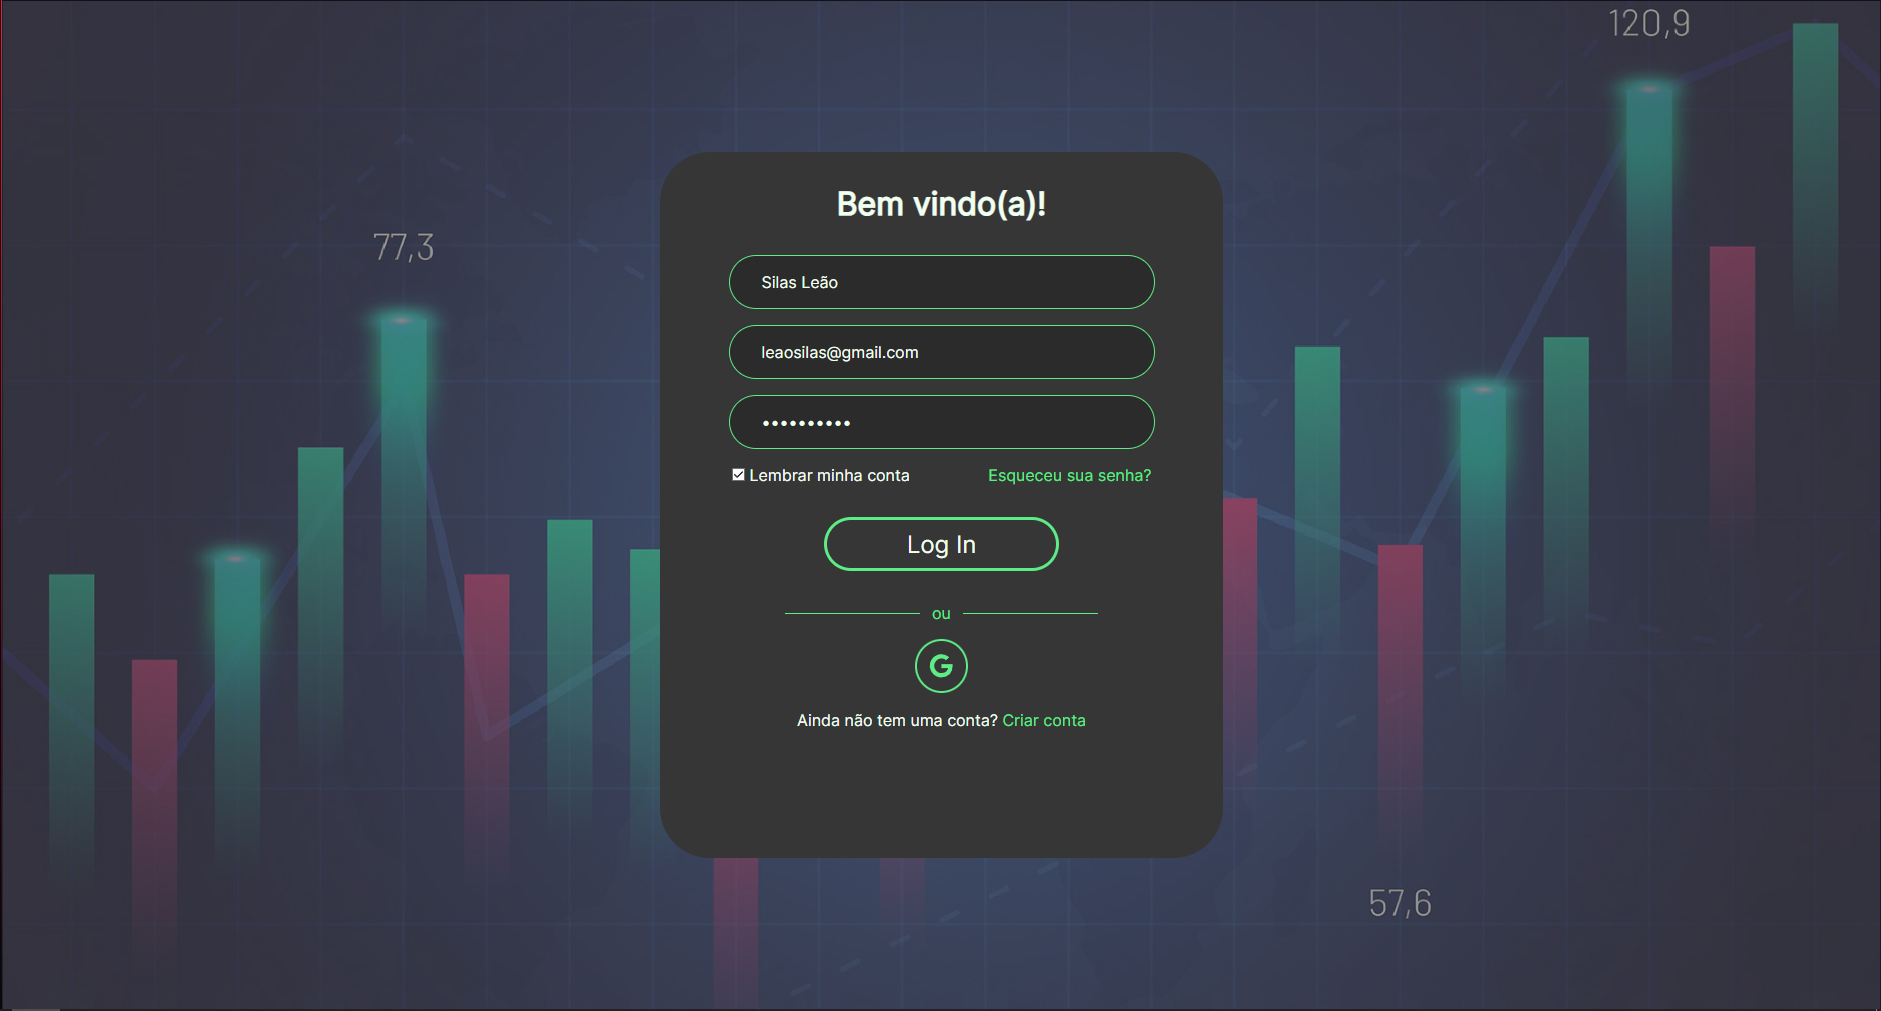 120,9
77,3
Bem vindo(a)!
Silas Leão
leaosilas@gmail.com
••••••••••
Lembrar minha conta
Esqueceu sua senha?
Log In
ou
G
Ainda não tem uma conta? Criar conta
57,6